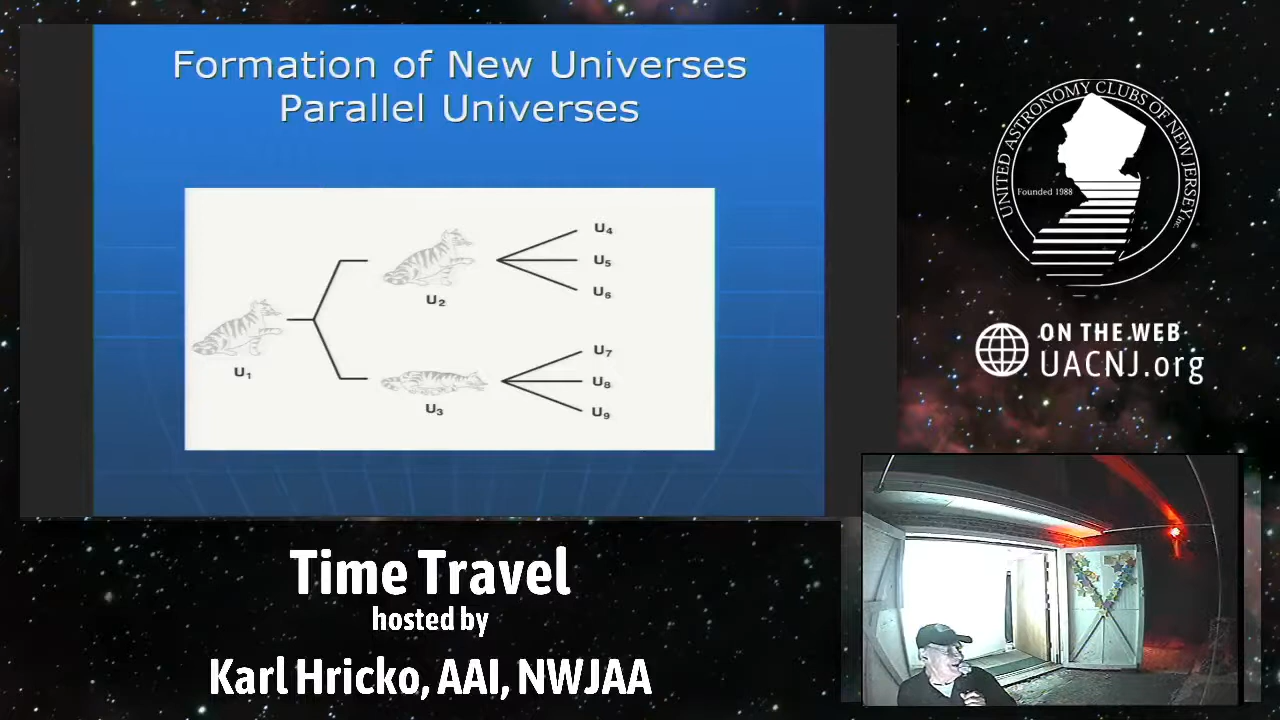 Formation of New Universes
Parallel Universes
U₁
U₂
U₃
U₄
U₅
U₆
U₇
U₈
U₉
UNITED ASTRONOMY CLUBS OF NEW JERSEY, Inc.
Founded 1988
ON THE WEB
UACNJ.org
Time Travel
hosted by
Karl Hricko, AAI, NWJAA